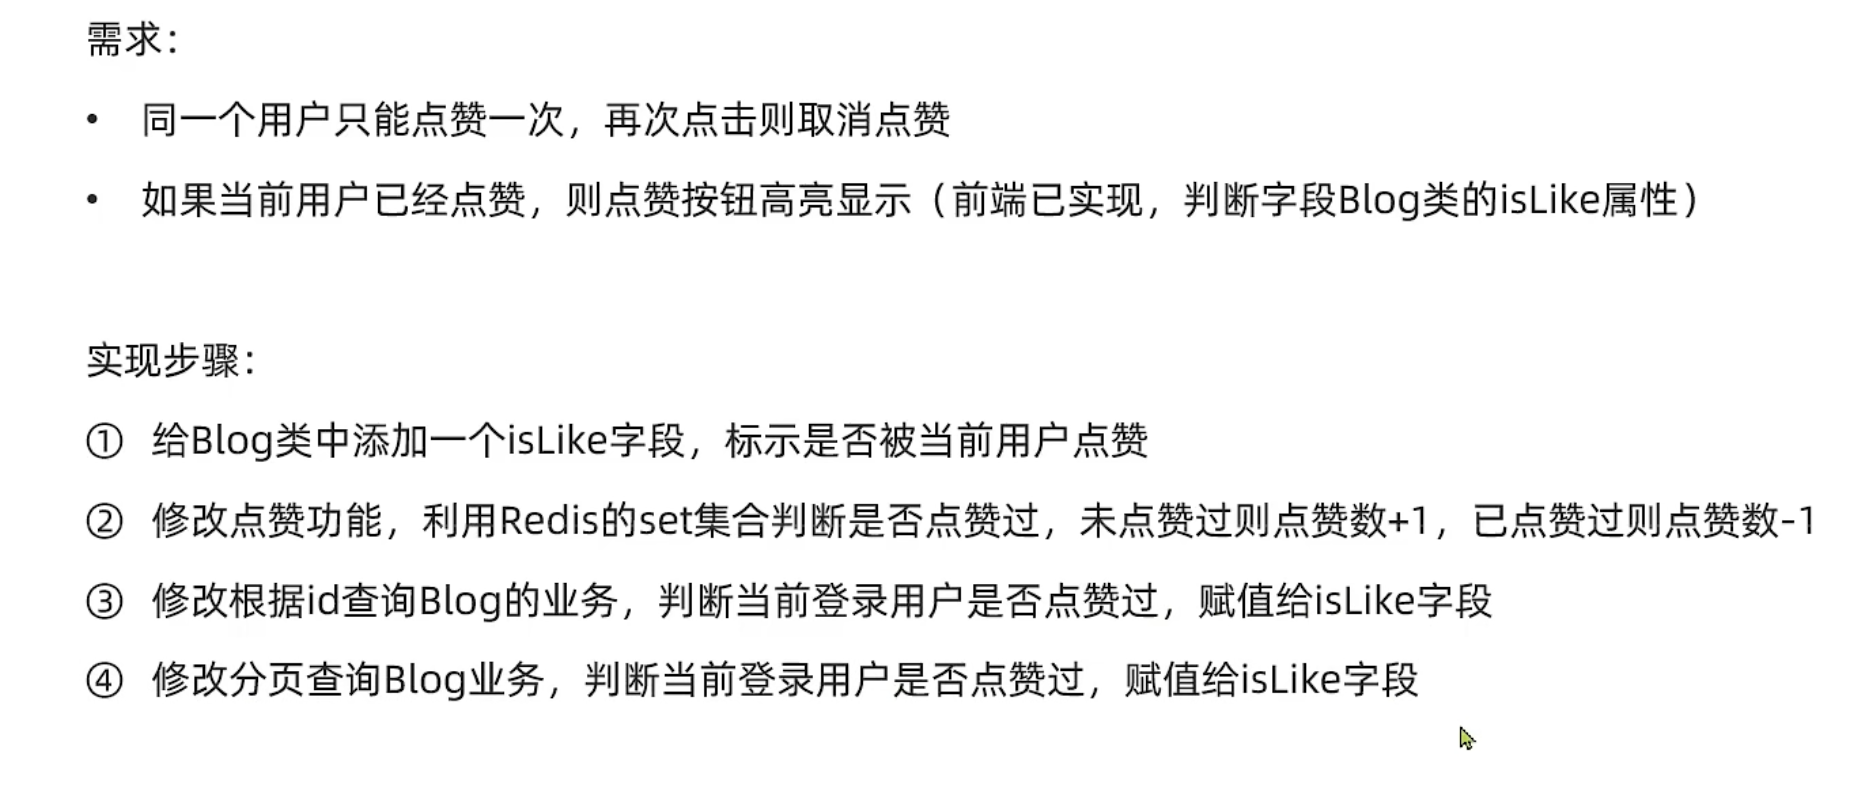 需求：
• 同一个用户只能点赞一次，再次点击则取消点赞
• 如果当前用户已经点赞，则点赞按钮高亮显示（前端已实现，判断字段Blog类的isLike属性）
实现步骤：
① 给Blog类中添加一个isLike字段，标示是否被当前用户点赞
② 修改点赞功能，利用Redis的set集合判断是否点赞过，未点赞过则点赞数+1，已点赞过则点赞数-1
③ 修改根据id查询Blog的业务，判断当前登录用户是否点赞过，赋值给isLike字段
④ 修改分页查询Blog业务，判断当前登录用户是否点赞过，赋值给isLike字段